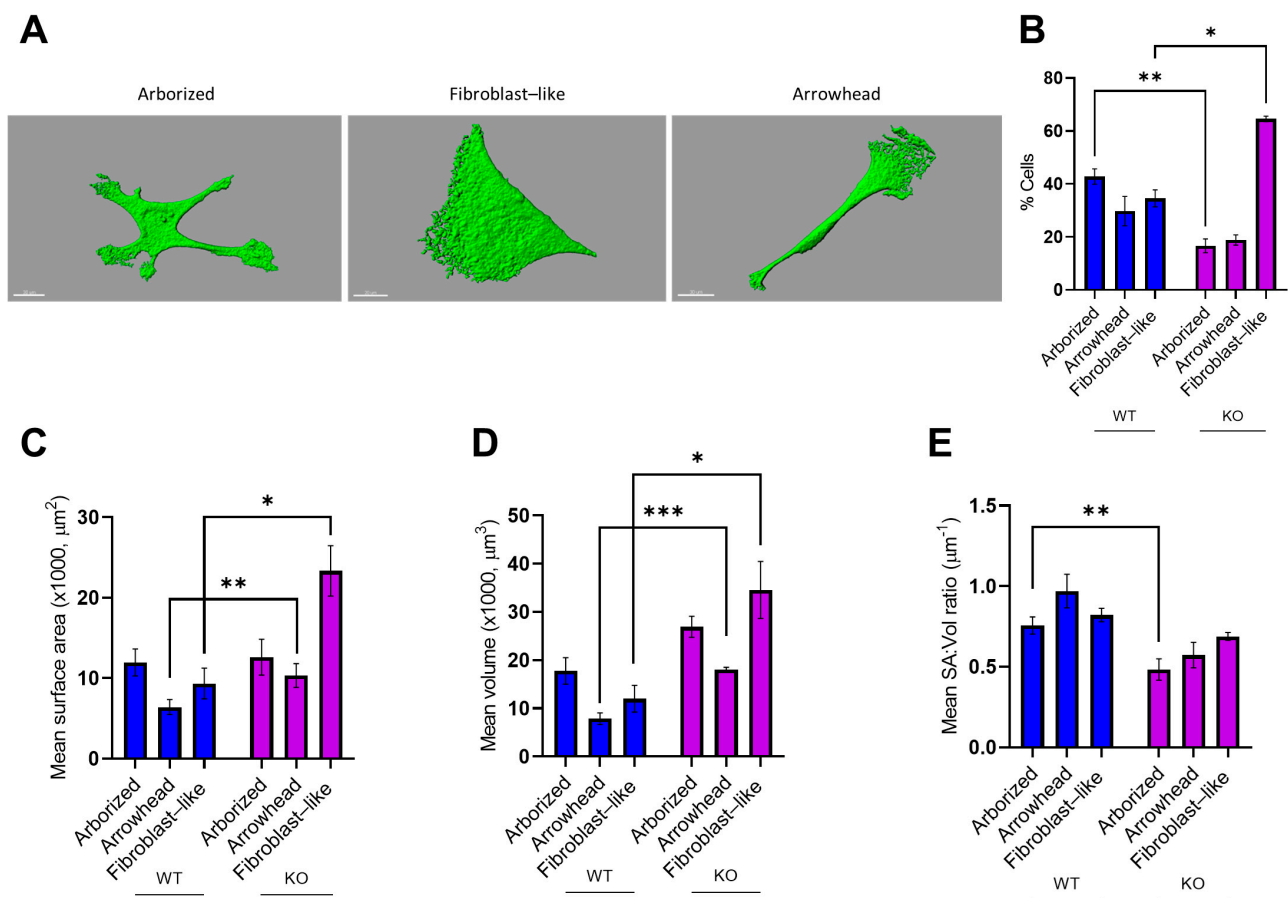 A
B
Arborized
Fibroblast–like
Arrowhead
*
**
% Cells
80
60
40
20
0
Arborized
Arrowhead
Fibroblast–like
Arborized
Arrowhead
Fibroblast–like
WT
KO
C
D
E
Mean surface area (x1000, μm²)
30
20
10
0
*
**
Arborized
Arrowhead
Fibroblast–like
Arborized
Arrowhead
Fibroblast–like
WT
KO
Mean volume (x1000, μm³)
50
40
30
20
10
0
*
***
Arborized
Arrowhead
Fibroblast–like
Arborized
Arrowhead
Fibroblast–like
WT
KO
Mean SA:Vol ratio (μm⁻¹)
1.5
1.0
0.5
0.0
**
Arborized
Arrowhead
Fibroblast–like
Arborized
Arrowhead
Fibroblast–like
WT
KO